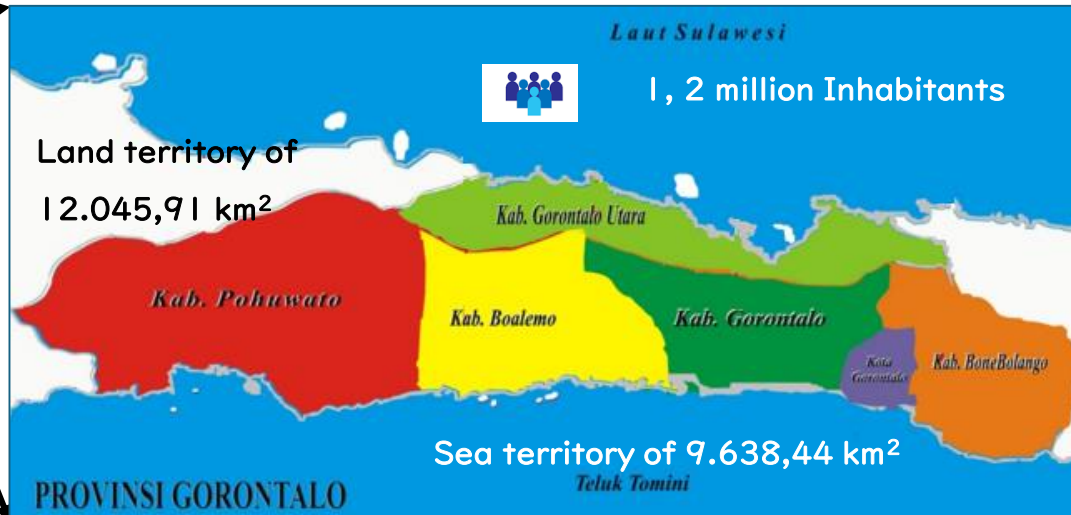 Laut Sulawesi
1, 2 million Inhabitants
Land territory of
12.045,91 km²
Kab. Gorontalo Utara
Kab. Pohuwato
Kab. Boalemo
Kab. Gorontalo
Kota
Gorontalo
Kab. BoneBolango
Sea territory of 9.638,44 km²
Teluk Tomini
PROVINSI GORONTALO